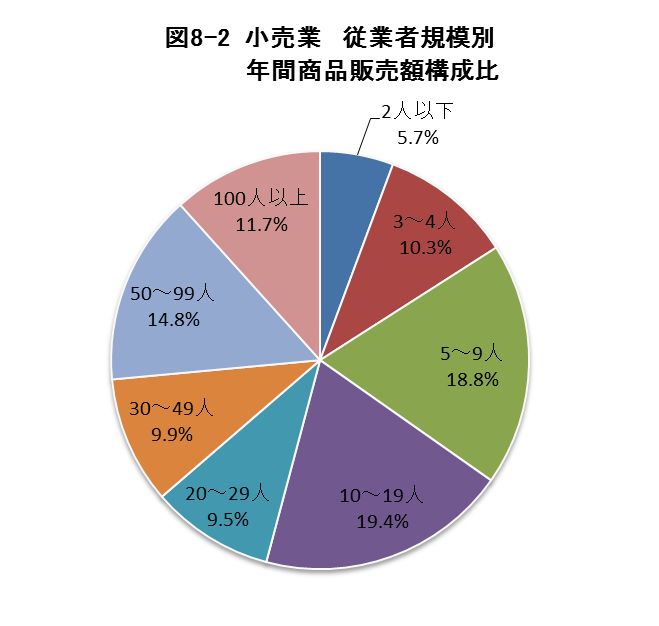 図8-2 小売業　従業者規模別
年間商品販売額構成比
2人以下
5.7%
3～4人
10.3%
5～9人
18.8%
10～19人
19.4%
20～29人
9.5%
30～49人
9.9%
50～99人
14.8%
100人以上
11.7%